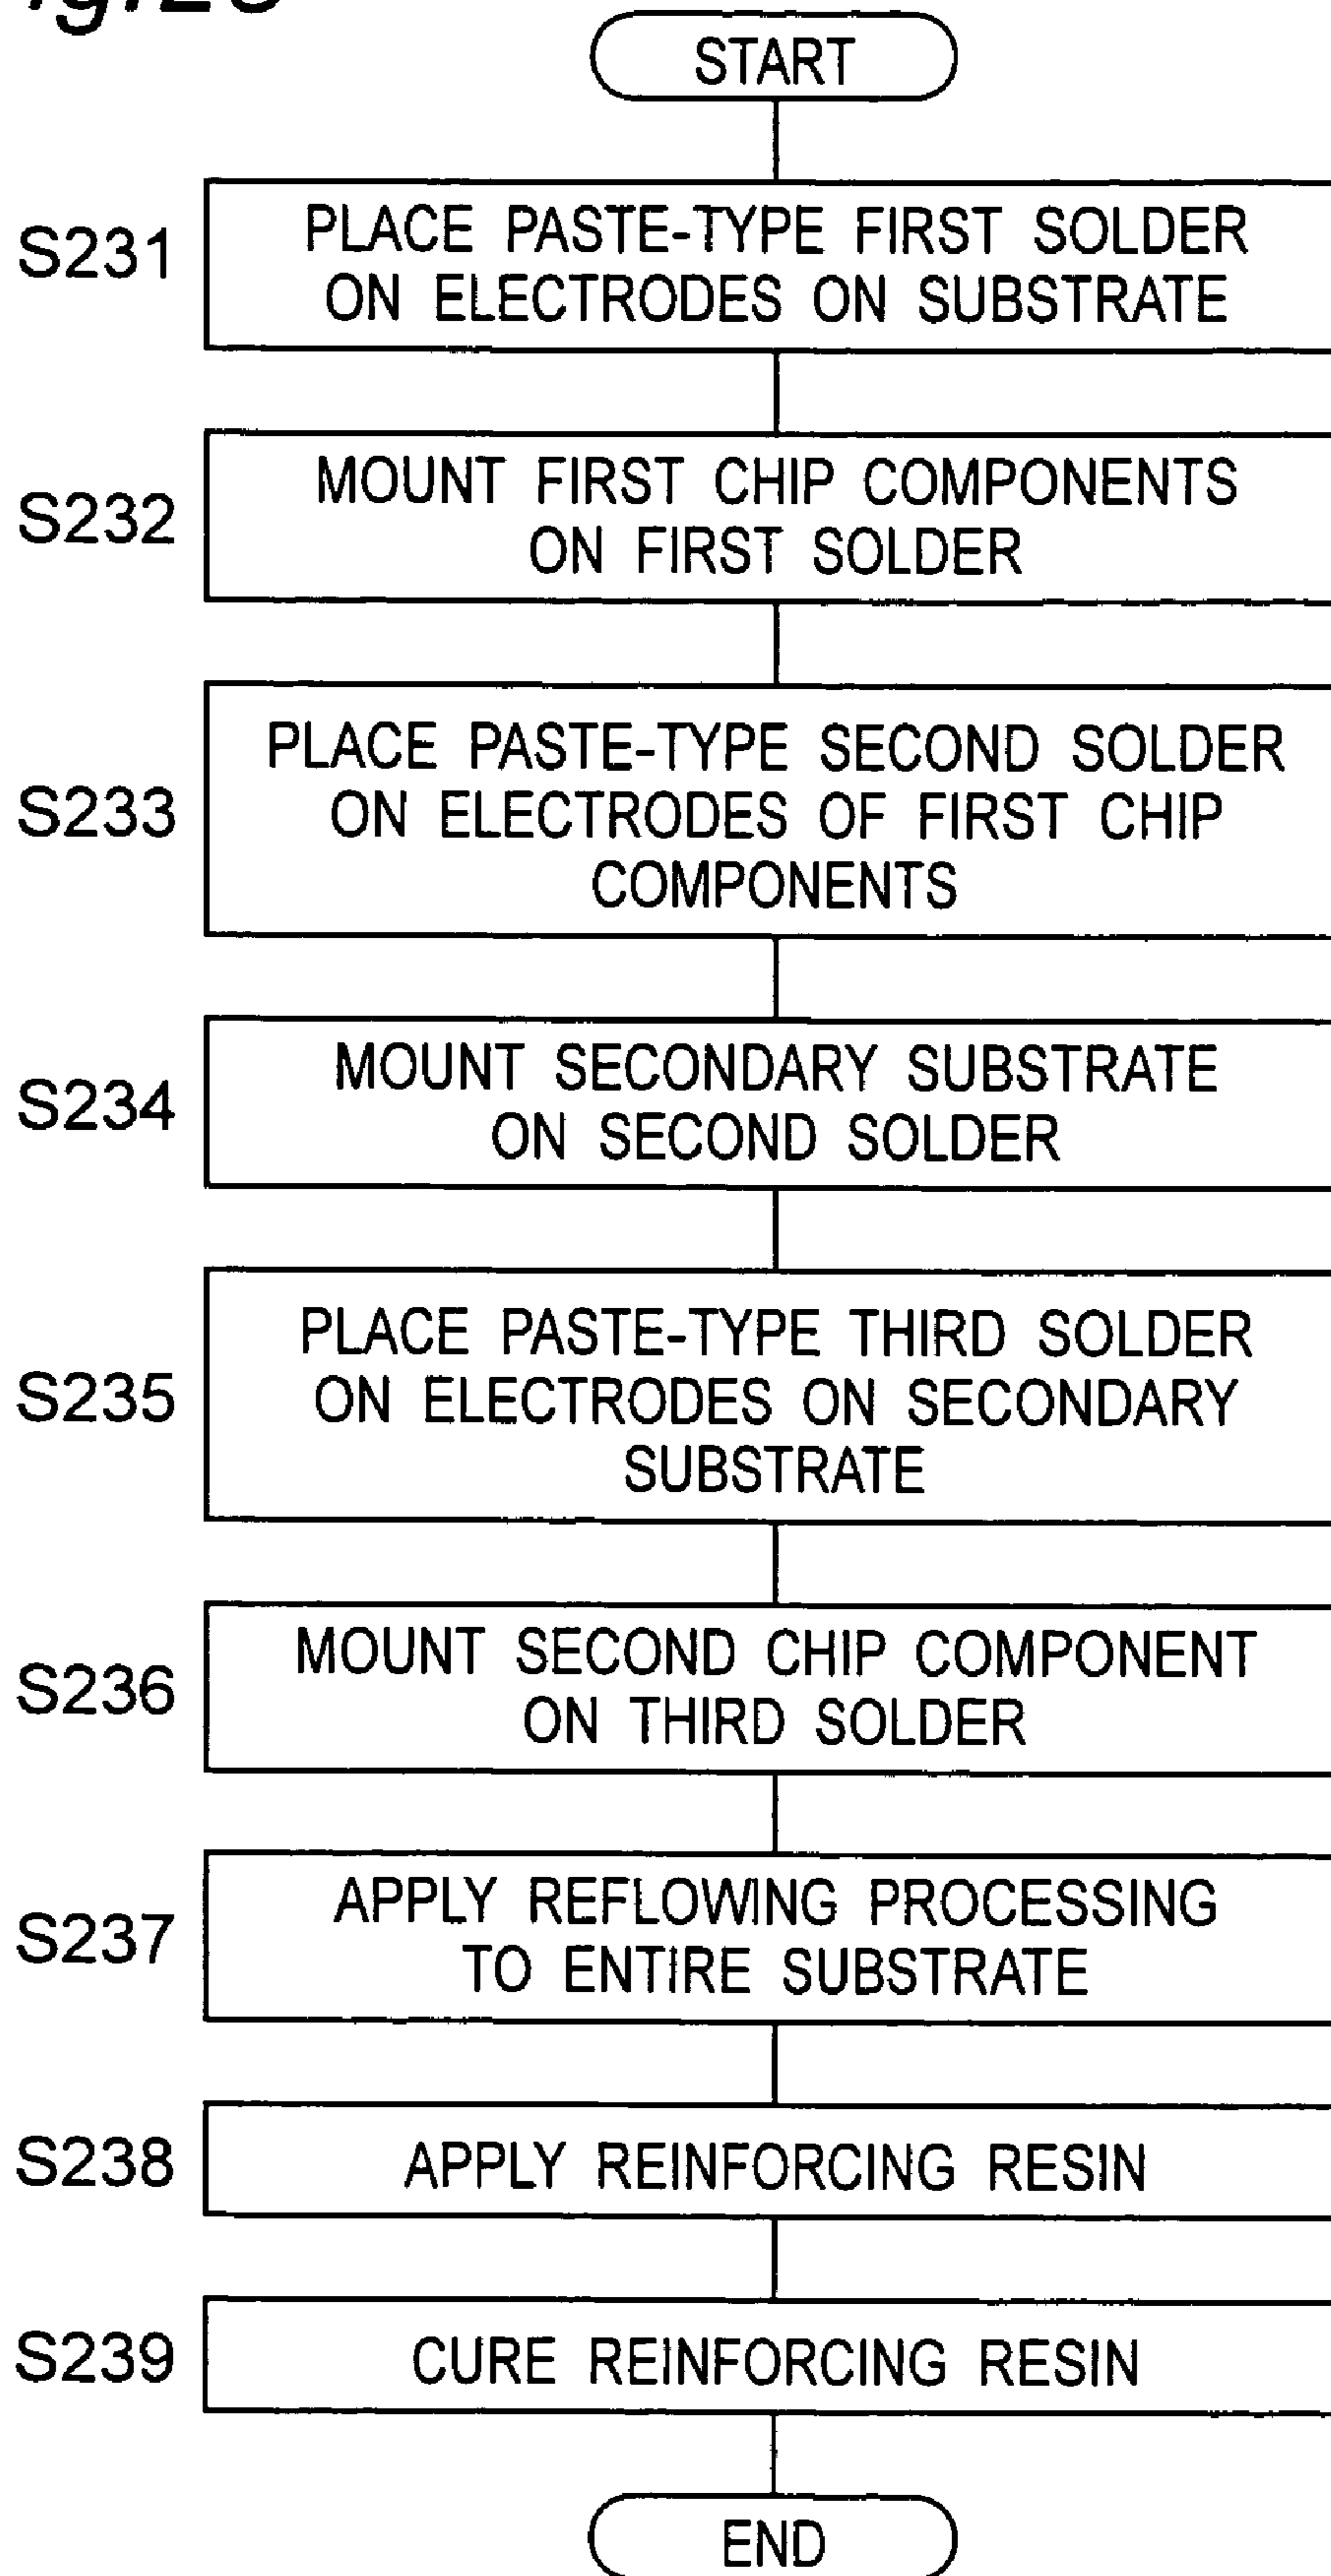 START
S231
PLACE PASTE-TYPE FIRST SOLDER
ON ELECTRODES ON SUBSTRATE
S232
MOUNT FIRST CHIP COMPONENTS
ON FIRST SOLDER
S233
PLACE PASTE-TYPE SECOND SOLDER
ON ELECTRODES OF FIRST CHIP
COMPONENTS
S234
MOUNT SECONDARY SUBSTRATE
ON SECOND SOLDER
S235
PLACE PASTE-TYPE THIRD SOLDER
ON ELECTRODES ON SECONDARY
SUBSTRATE
S236
MOUNT SECOND CHIP COMPONENT
ON THIRD SOLDER
S237
APPLY REFLOWING PROCESSING
TO ENTIRE SUBSTRATE
S238
APPLY REINFORCING RESIN
S239
CURE REINFORCING RESIN
END